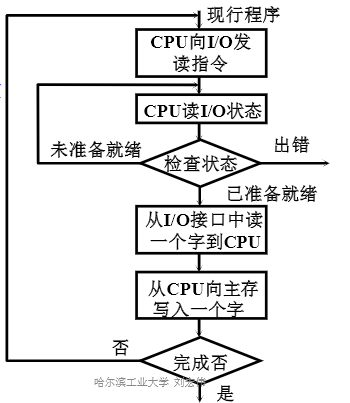 现行程序
CPU向I/O发
读指令
CPU读I/O状态
未准备就绪
检查状态
出错
已准备就绪
从I/O接口中读
一个字到CPU
从CPU向主存
写入一个字
否
完成否
哈尔滨工业大学 刘宏伟
是